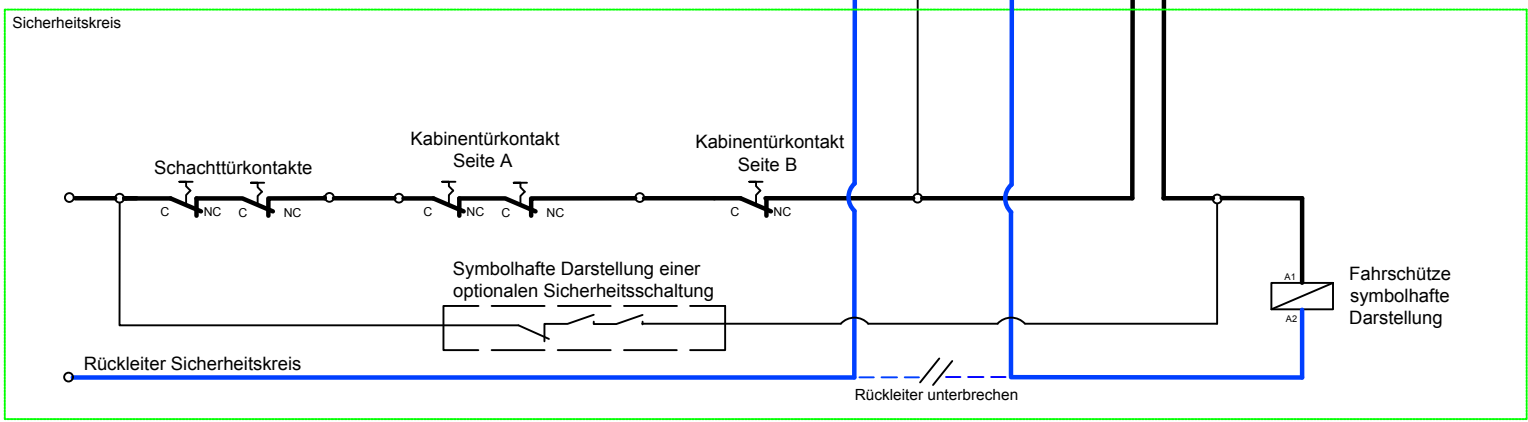 Sicherheitskreis
Schachttürkontakte
Kabinentürkontakt
Seite A
Kabinentürkontakt
Seite B
C
NC
C
NC
C
NC
C
NC
C
NC
Symbolhafte Darstellung einer
optionalen Sicherheitsschaltung
A1
A2
Fahrschütze
symbolhafte
Darstellung
Rückleiter Sicherheitskreis
Rückleiter unterbrechen